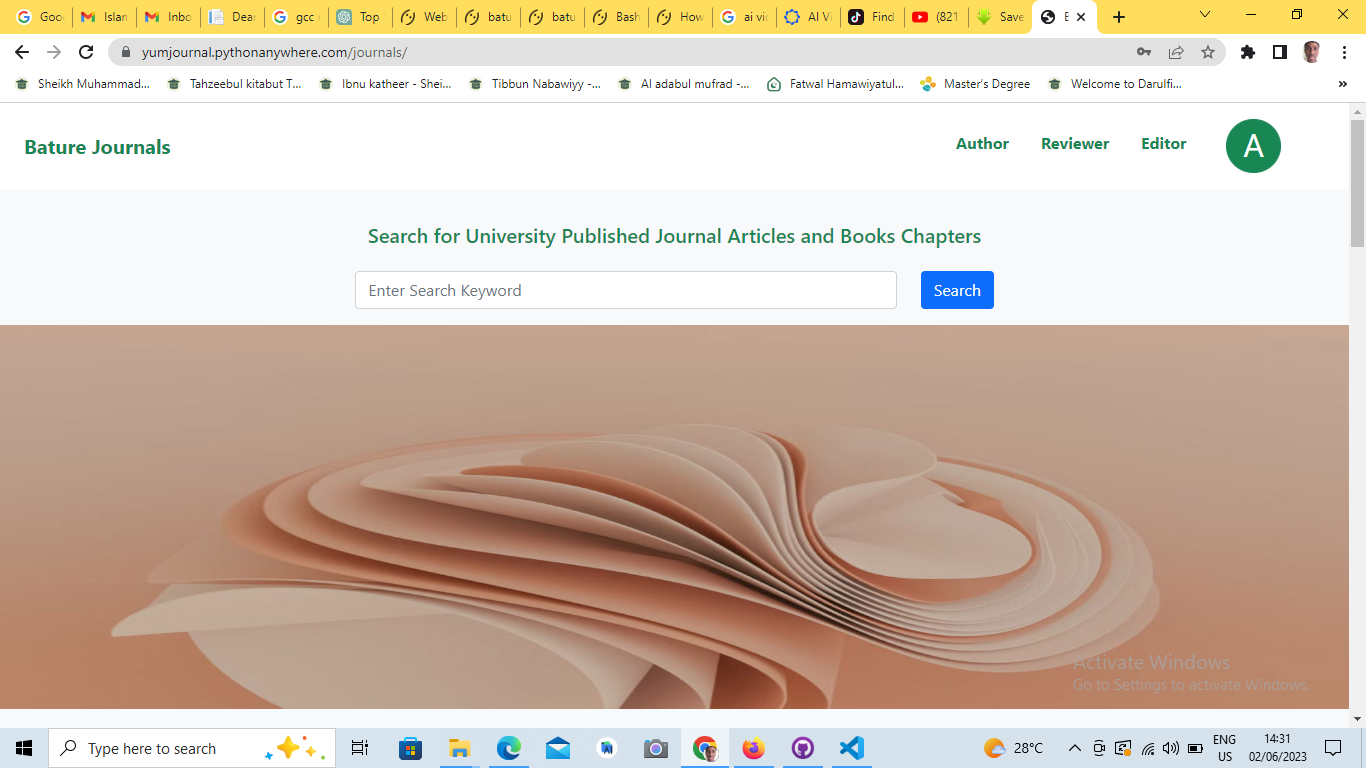 Goo
Islam
Inbo
Dear
gcc
Top
Web
batu
batu
Bash
How
ai vic
AI Vi
Find
(821
Save
yumjournal.pythonanywhere.com/journals/
Sheikh Muhammad...
Tahzeebul kitabut T...
Ibnu katheer - Shei...
Tibbun Nabawiyy -...
Al adabul mufrad -...
Fatwal Hamawiyatul...
Master's Degree
Welcome to Darulfi...
»
Bature Journals
Author
Reviewer
Editor
A
Search for University Published Journal Articles and Books Chapters
Enter Search Keyword
Search
Activate Windows
Go to Settings to activate Windows.
Type here to search
28°C
ENG
US
14:31
02/06/2023